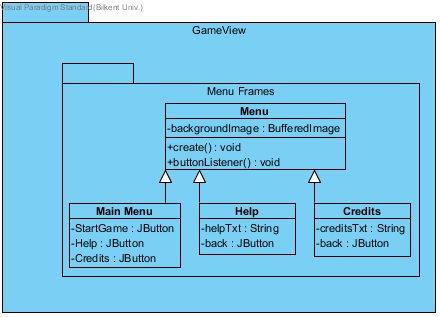 Visual Paradigm Standard(Bilkent Univ.)
GameView
Menu Frames
Menu
-backgroundImage : BufferedImage
+create() : void
+buttonListener() : void
Main Menu
-StartGame : JButton
-Help : JButton
-Credits : JButton
Help
-helpTxt : String
-back : JButton
Credits
-creditsTxt : String
-back : JButton